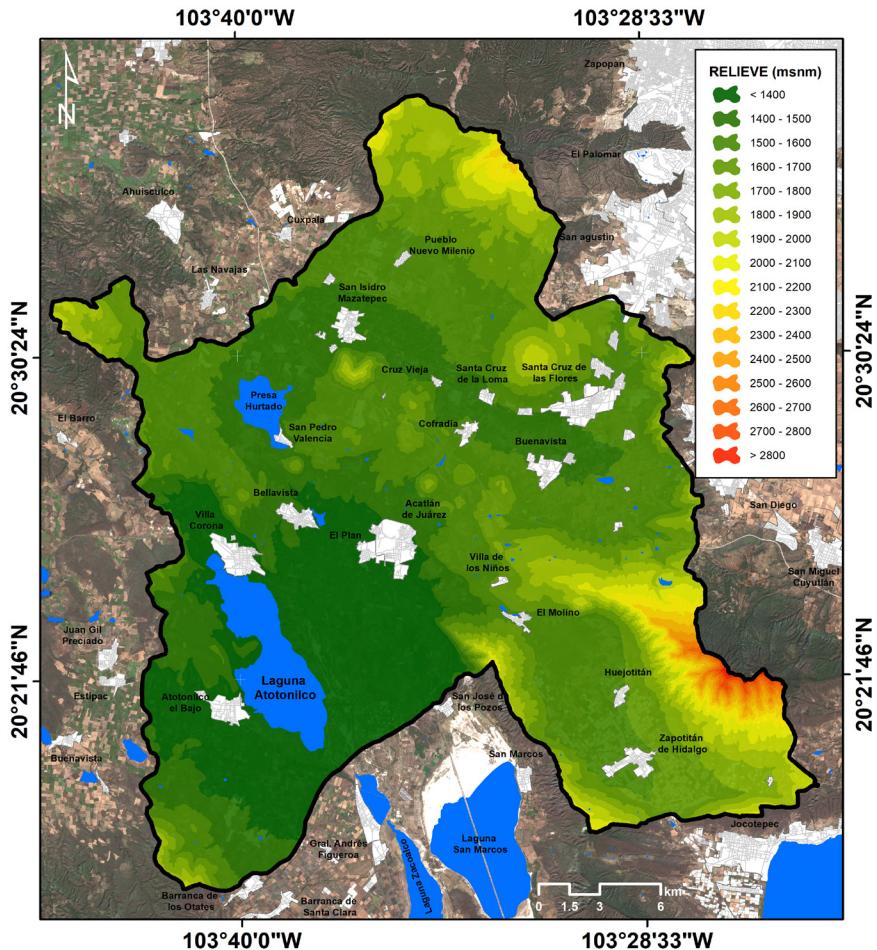 103°40'0"W
103°28'33"W
Zapopan
RELIEVE (msnm)
< 1400
1400 - 1500
1500 - 1600
1600 - 1700
1700 - 1800
1800 - 1900
1900 - 2000
2000 - 2100
2100 - 2200
2200 - 2300
2300 - 2400
2400 - 2500
2500 - 2600
2600 - 2700
2700 - 2800
> 2800
N
El Palomar
Ahuisculco
Cuxpala
San agustin
Pueblo
Nuevo Milenio
Las Navajas
San Isidro
Mazatepec
20°30'24"N
20°30'24"N
Cruz Vieja
Santa Cruz
de la Loma
Santa Cruz de
las Flores
Presa
Hurtado
El Barro
San Pedro
Valencia
Cofradia
Buenavista
Bellavista
Villa
Corona
El Plan
Acatlán
de Juárez
San Diego
Villa de
los Niños
San Miguel
Cuyutlán
El Molino
Juan Gil
Preciado
20°21'46"N
20°21'46"N
Estipac
Atotonilco
el Bajo
Laguna
Atotonilco
Huejotitán
San José d
los Pozos
Zapotitán
de Hidalgo
Buenavista
San Marcos
Jocotepec
Gral. Andrés
Figueroa
Laguna
San Marcos
Laguna Zacoalco
Barranca de
los Otates
Barranca de
Santa Clara
km
0 1.5 3 6
103°40'0"W
103°28'33"W